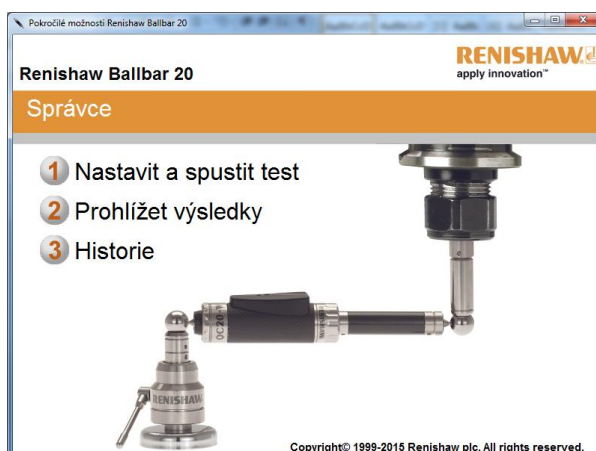 Pokročilé možnosti Renishaw Ballbar 20
RENISHAW
apply innovation™
Renishaw Ballbar 20
Správce
1 Nastavit a spustit test
2 Prohlížet výsledky
3 Historie
QC20-W
RENISHAW
Copyright© 1999-2015 Renishaw plc. All rights reserved.